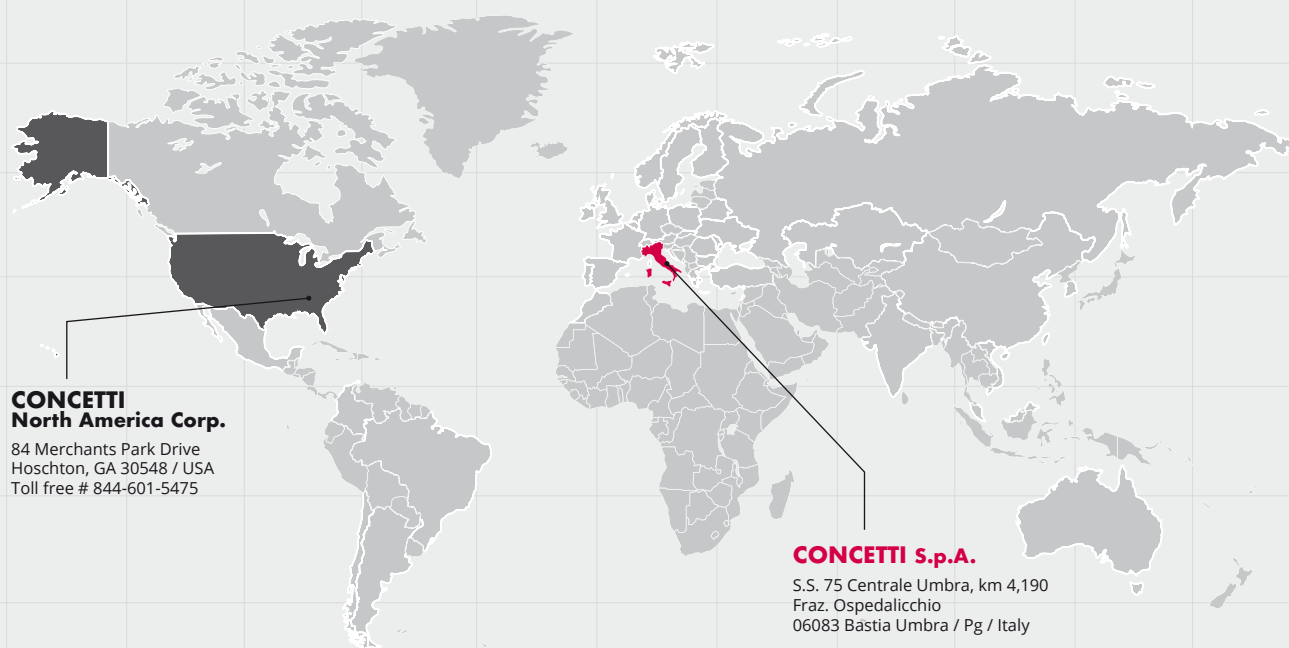 CONCETTI
North America Corp.
84 Merchants Park Drive
Hoschton, GA 30548 / USA
Toll free # 844-601-5475
CONCETTI S.p.A.
S.S. 75 Centrale Umbra, km 4,190
Fraz. Ospedalicchio
06083 Bastia Umbra / Pg / Italy